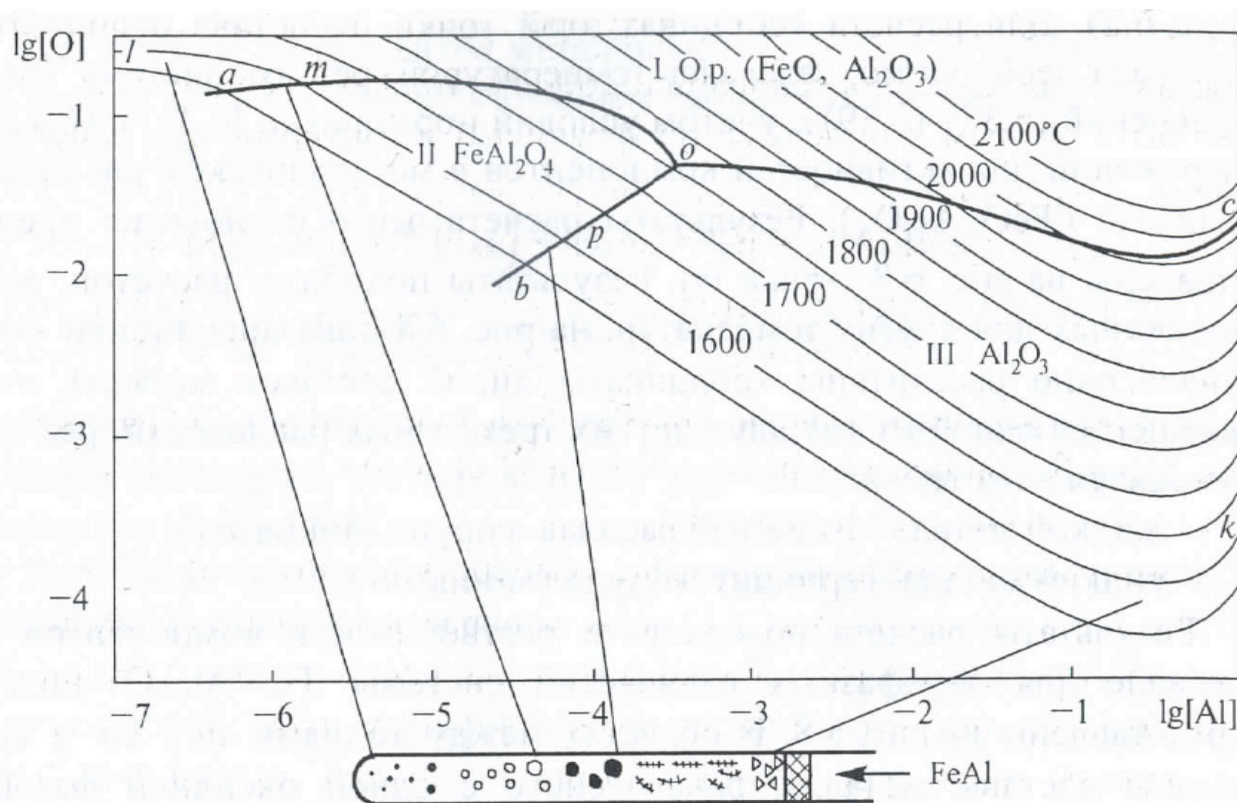 lg[O]
l
a
m
I О.р. (FeO, Al₂O₃)
−1
II FeAl₂O₄
o
2100°C
2000
c
1900
p
1800
−2
b
1700
1600
III Al₂O₃
−3
k
−4
−7
−6
−5
−4
−3
−2
−1
lg[Al]
FeAl